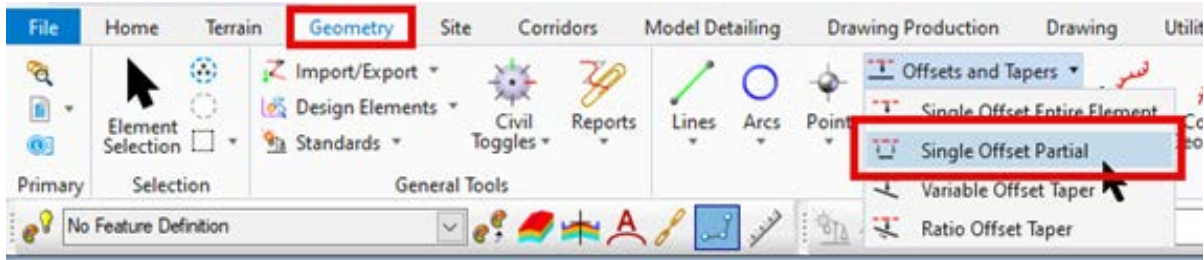 File Home Terrain Geometry Site Corridors Model Detailing Drawing Production Drawing
Import/Export Offsets and Tapers
Design Elements Single Offset Entire Element
Element Selection Civil Toggles Reports Lines Arcs Point
Standards Single Offset Partial
Variable Offset Taper
Primary Selection General Tools
No Feature Definition Ratio Offset Taper